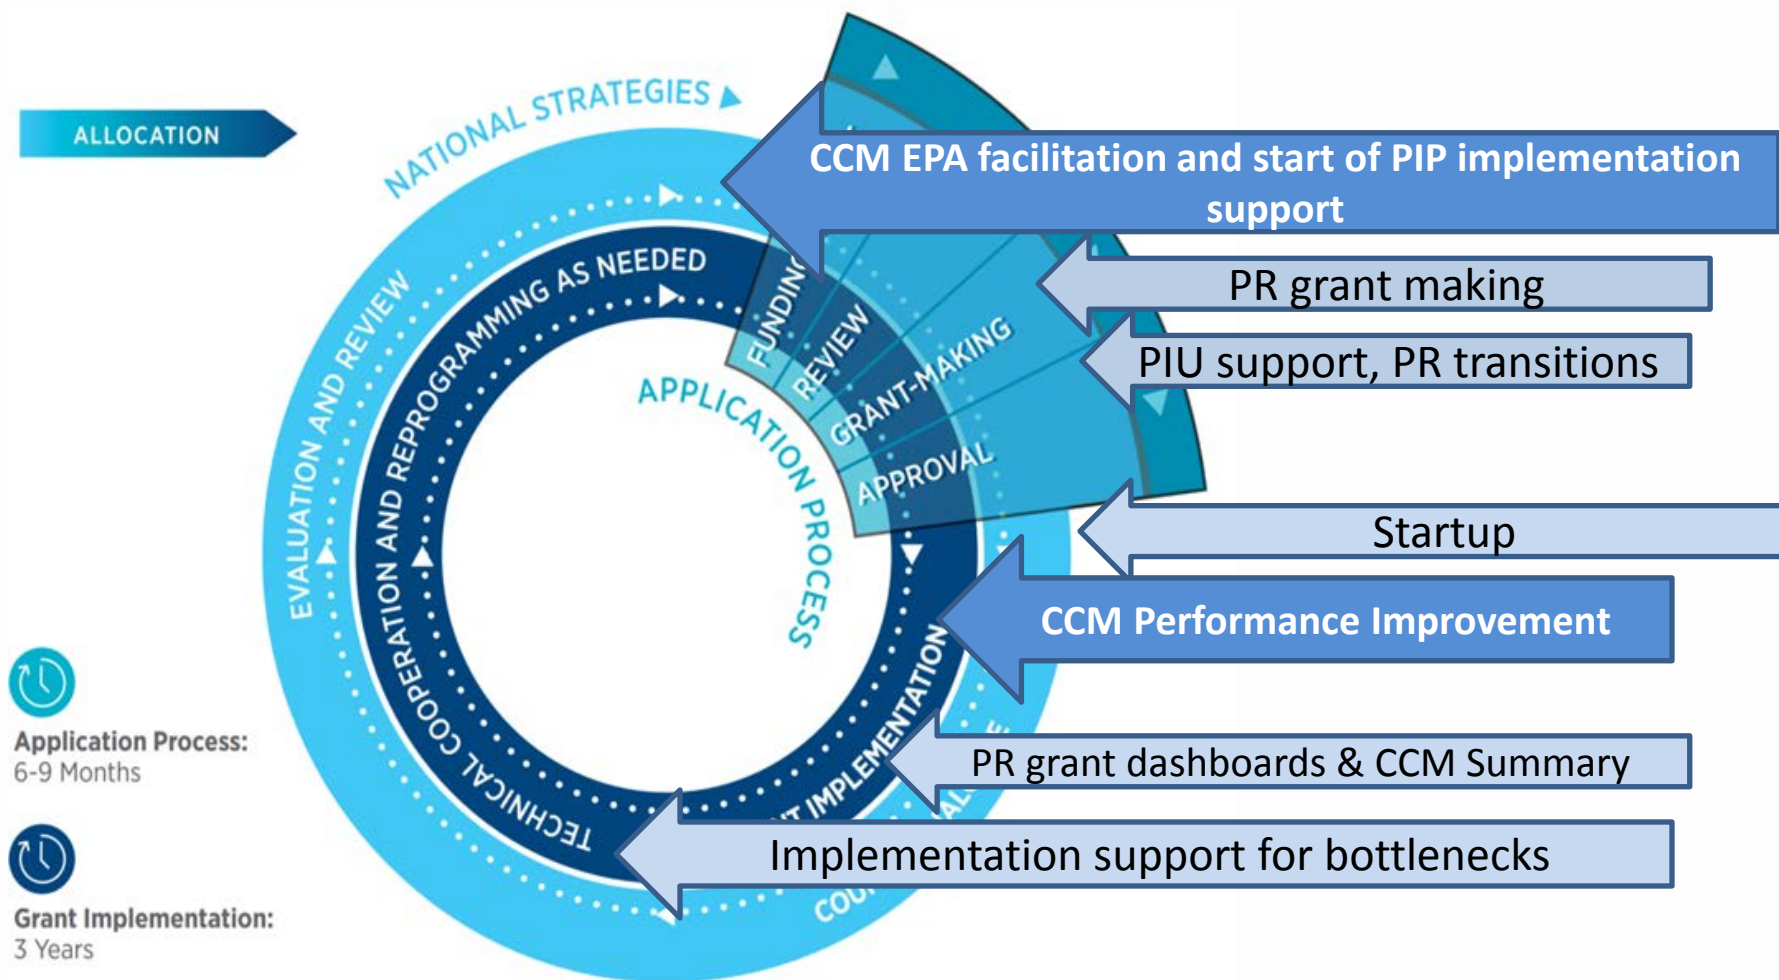 ALLOCATION
NATIONAL STRATEGIES
CCM EPA facilitation and start of PIP implementation
support
PR grant making
PIU support, PR transitions
Startup
CCM Performance Improvement
PR grant dashboards & CCM Summary
Implementation support for bottlenecks
EVALUATION AND REVIEW
TECHNICAL COOPERATION AND REPROGRAMMING AS NEEDED
FUNDING
REVIEW
GRANT-MAKING
APPROVAL
APPLICATION PROCESS
IMPLEMENTATION
Application Process:
6-9 Months
Grant Implementation:
3 Years